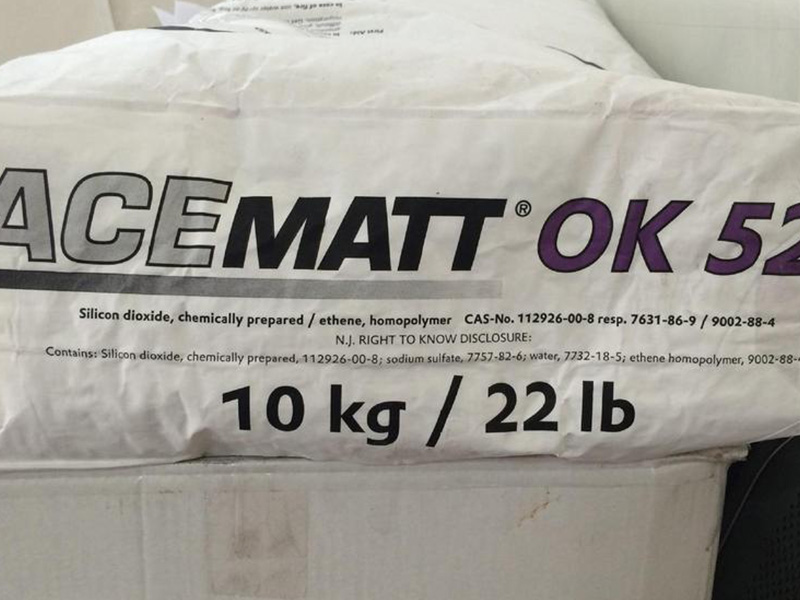 ACEMATT® OK 52
Silicon dioxide, chemically prepared / ethene, homopolymer CAS-No. 112926-00-8 resp. 7631-86-9 / 9002-88-4
N.J. RIGHT TO KNOW DISCLOSURE:
Contains: Silicon dioxide, chemically prepared, 112926-00-8; sodium sulfate, 7757-82-6; water, 7732-18-5; ethene homopolymer, 9002-88-
10 kg / 22 lb